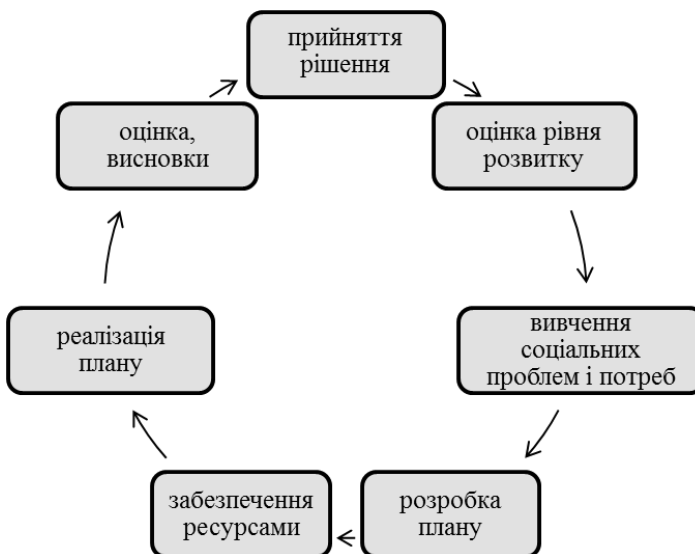 прийняття
рішення
оцінка рівня
розвитку
вивчення
соціальних
проблем і потреб
розробка
плану
забезпечення
ресурсами
реалізація
плану
оцінка,
висновки